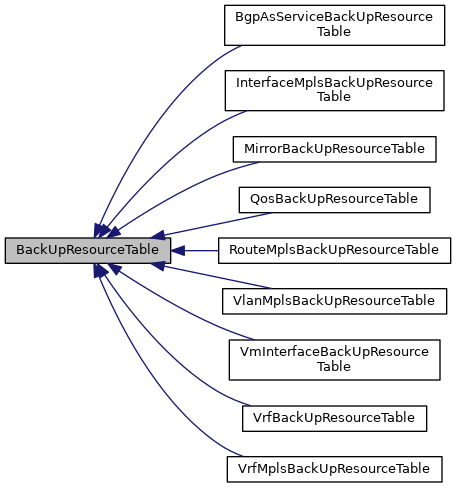 BgpAsServiceBackUpResource
Table
InterfaceMplsBackUpResource
Table
MirrorBackUpResourceTable
QosBackUpResourceTable
BackUpResourceTable
RouteMplsBackUpResourceTable
VlanMplsBackUpResourceTable
VmInterfaceBackUpResource
Table
VrfBackUpResourceTable
VrfMplsBackUpResourceTable